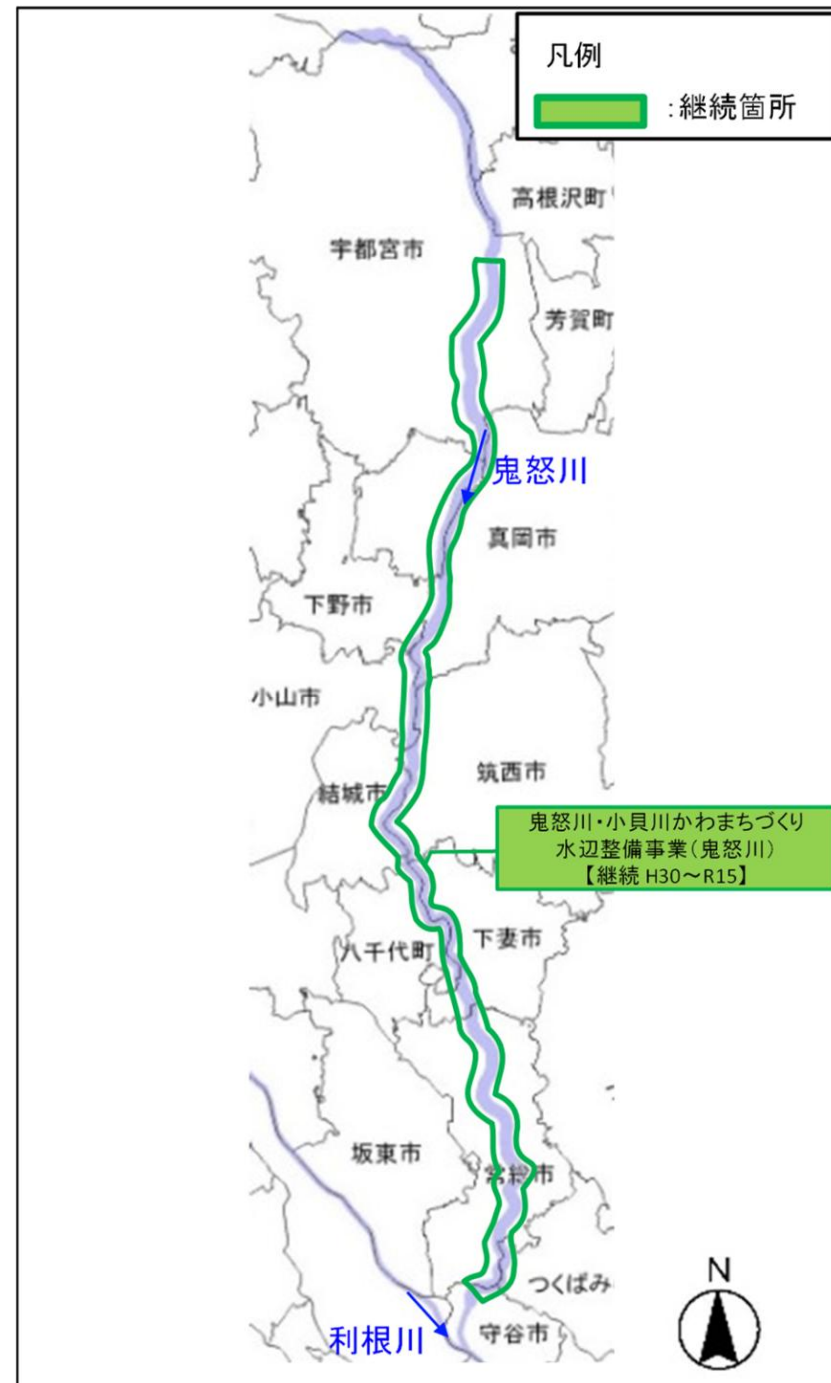 凡例
:継続箇所
高根沢町
宇都宮市
芳賀町
鬼怒川
真岡市
下野市
小山市
筑西市
結城市
鬼怒川・小貝川かわまちづくり
水辺整備事業(鬼怒川)
【継続 H30～R15】
下妻市
八千代町
坂東市
常総市
つくばみ
N
利根川
守谷市